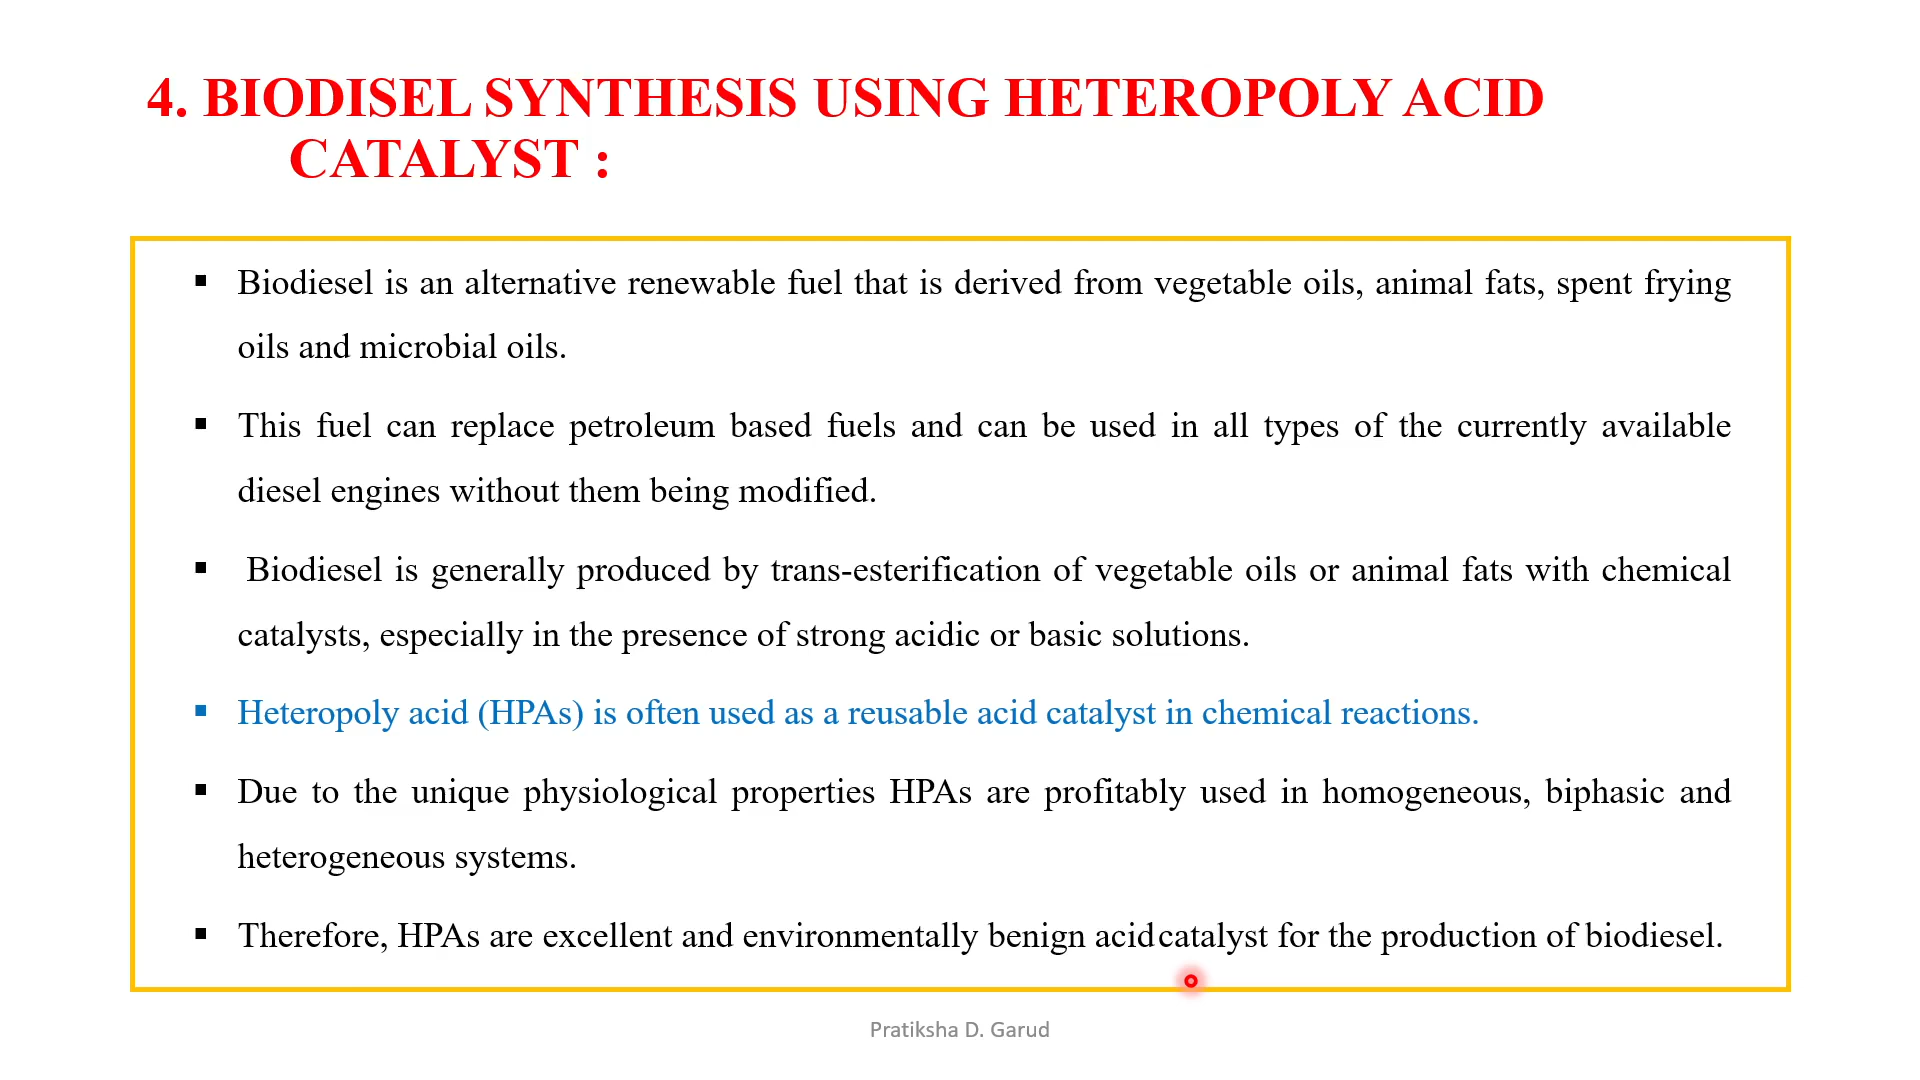 4. BIODISEL SYNTHESIS USING HETEROPOLY ACID
CATALYST :
▪ Biodiesel is an alternative renewable fuel that is derived from vegetable oils, animal fats, spent frying
oils and microbial oils.
▪ This fuel can replace petroleum based fuels and can be used in all types of the currently available
diesel engines without them being modified.
▪ Biodiesel is generally produced by trans-esterification of vegetable oils or animal fats with chemical
catalysts, especially in the presence of strong acidic or basic solutions.
▪ Heteropoly acid (HPAs) is often used as a reusable acid catalyst in chemical reactions.
▪ Due to the unique physiological properties HPAs are profitably used in homogeneous, biphasic and
heterogeneous systems.
▪ Therefore, HPAs are excellent and environmentally benign acid catalyst for the production of biodiesel.
Pratiksha D. Garud